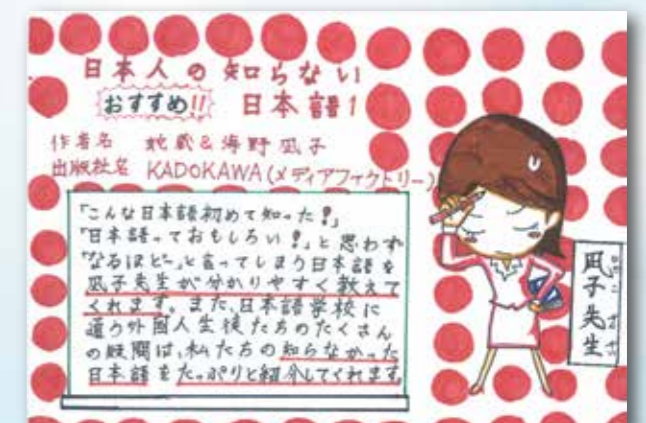 日本人の知らない
おすすめ!! 日本語1
作者名 蛇蔵&海野凪子
出版社名 KADOKAWA(メディアファクトリー)
「こんな日本語初めて知った!」
「日本語っておもしろい!」と思わず
「なるほど〜」と言ってしまう日本語を
凪子先生が分かりやすく教えて
くれます。また、日本語学校に
通う外国人生徒たちのたくさん
の疑問は、私たちの知らなかった
日本語をたっぷりと紹介してくれます。
凪子先生